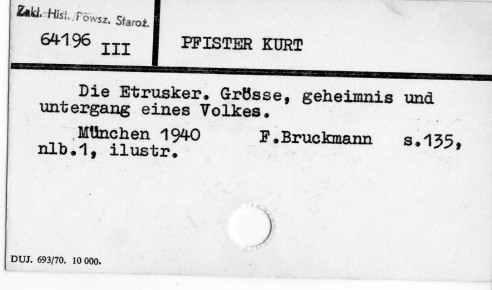 Zakł. Hist. Powsz. Staroż.
64196 III
PFISTER KURT
Die Etrusker. Grösse, geheimnis und
untergang eines Volkes.
München 1940 F.Bruckmann s.135,
nlb.1, ilustr.
DUJ. 693/70. 10 000.